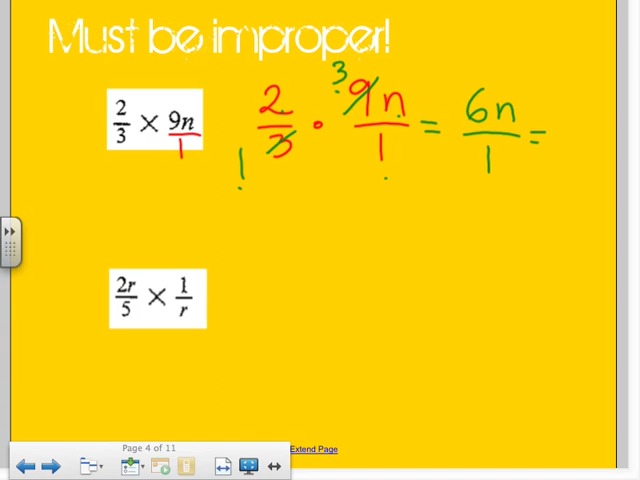 Must be improper!
2/3 × 9n/1
2/3 · 9n/1 = 6n/1 =
3
1
2r/5 × 1/r
Page 4 of 11
Extend Page